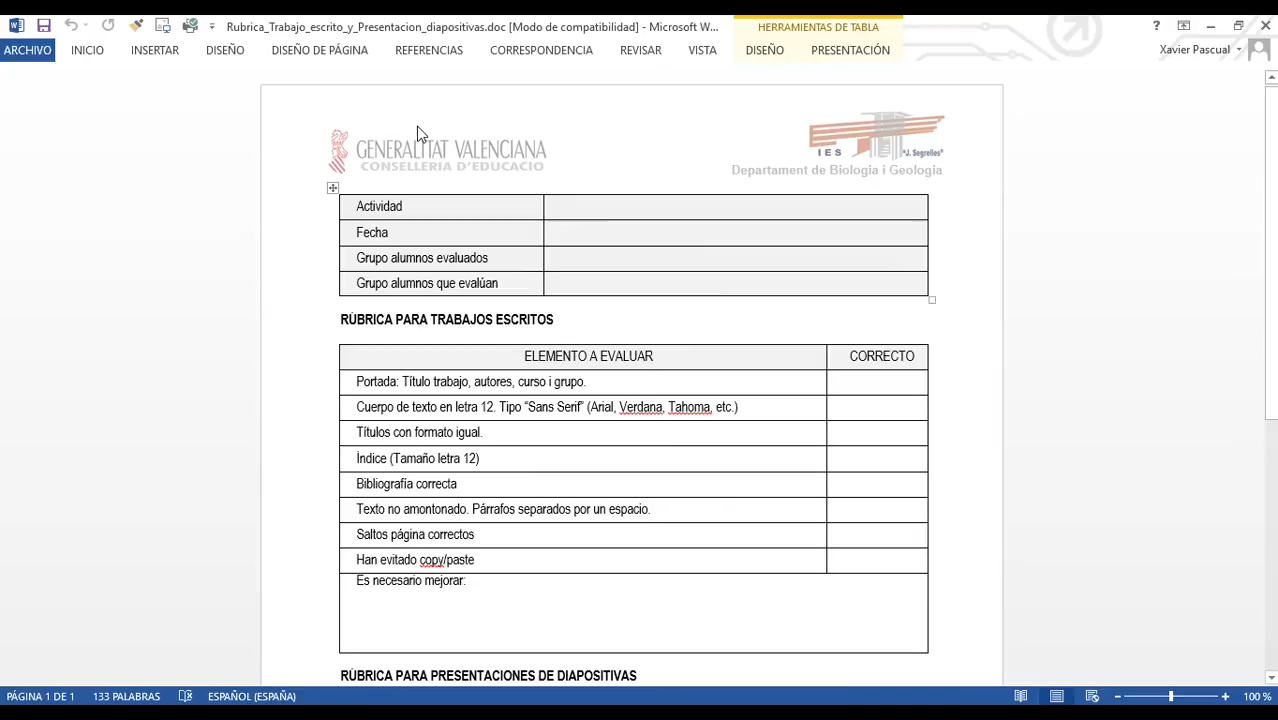 Rubrica_Trabajo_escrito_y_Presentacion_diapositivas.doc [Modo de compatibilidad] - Microsoft W...
HERRAMIENTAS DE TABLA
?
ARCHIVO INICIO INSERTAR DISEÑO DISEÑO DE PÁGINA REFERENCIAS CORRESPONDENCIA REVISAR VISTA DISEÑO PRESENTACIÓN Xavier Pascual
GENERALITAT VALENCIANA
CONSELLERIA D'EDUCACIO
IES "J. Segrelles"
Departament de Biologia i Geologia
Actividad
Fecha
Grupo alumnos evaluados
Grupo alumnos que evalúan
RÚBRICA PARA TRABAJOS ESCRITOS
ELEMENTO A EVALUAR CORRECTO
Portada: Título trabajo, autores, curso i grupo.
Cuerpo de texto en letra 12. Tipo “Sans Serif” (Arial, Verdana, Tahoma, etc.)
Títulos con formato igual.
Índice (Tamaño letra 12)
Bibliografía correcta
Texto no amontonado. Párrafos separados por un espacio.
Saltos página correctos
Han evitado copy/paste
Es necesario mejorar:
RÚBRICA PARA PRESENTACIONES DE DIAPOSITIVAS
PÁGINA 1 DE 1 133 PALABRAS ESPAÑOL (ESPAÑA) 100 %